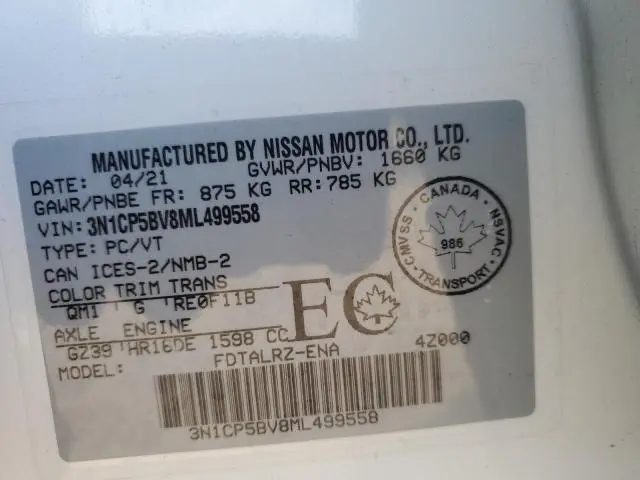 MANUFACTURED BY NISSAN MOTOR CO., LTD.
DATE: 04/21 GVWR/PNBV: 1660 KG
GAWR/PNBE FR: 875 KG RR:785 KG
VIN:3N1CP5BV8ML499558
TYPE: PC/VT
CAN ICES-2/NMB-2
COLOR TRIM TRANS
QM1 G RE0F11B
AXLE ENGINE
GZ39 HR16DE 1598 CC
MODEL: FDTALRZ-ENA 4Z000
EC
CMVSS - CANADA - NSVAC
986
- TRANSPORT -
3N1CP5BV8ML499558